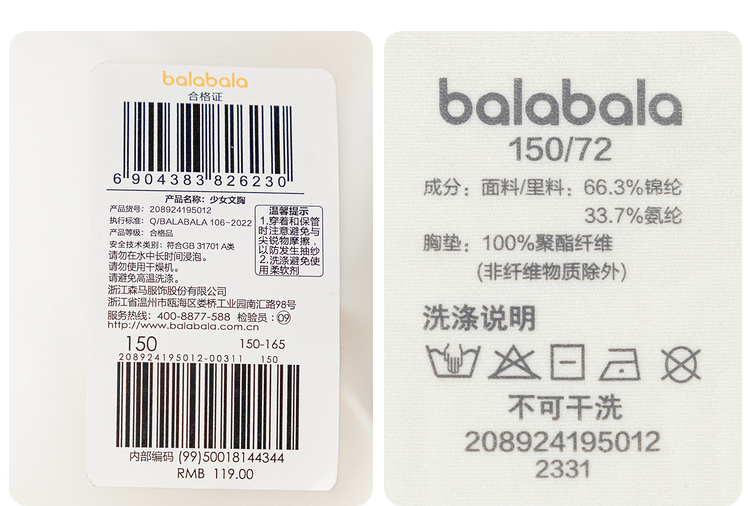 balabala
合格证
6 904383 826230
产品名称：少女文胸
产品货号：208924195012
执行标准：Q/BALABALA 106-2022
产品等级：合格品
安全技术类别：符合GB 31701 A类
请勿在水中长时间浸泡。
请勿使用干燥机。
请避免高温洗涤。
温馨提示
1.穿着和保管
时注意避免与
尖锐物摩擦，
以防发生抽纱
2.洗涤避免使
用柔软剂
浙江森马服饰股份有限公司
浙江省温州市瓯海区娄桥工业园南汇路98号
服务热线：400-8877-588 检验员：09
http://www.balabala.com.cn
150 151-165
208924195012-00311 150
内部编码 (99)50018144344
RMB 119.00
balabala
150/72
成分：面料/里料：66.3%锦纶
33.7%氨纶
胸垫：100%聚酯纤维
(非纤维物质除外)
洗涤说明
不可干洗
208924195012
2331